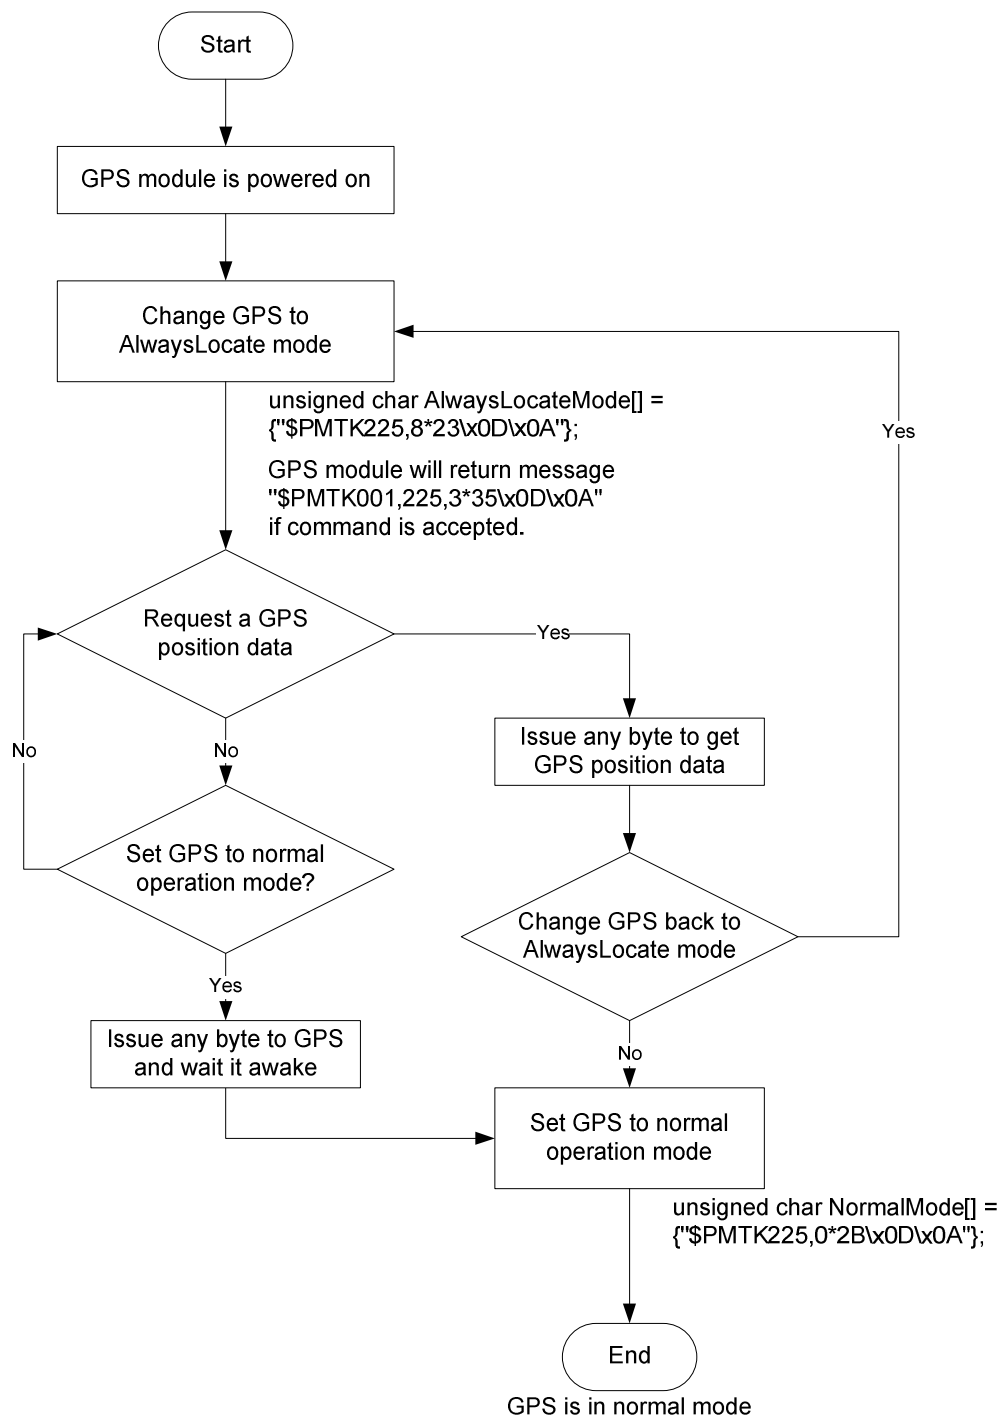 Start
GPS module is powered on
Change GPS to
AlwaysLocate mode
unsigned char AlwaysLocateMode[] =
{"$PMTK225,8*23\x0D\x0A"};
Yes
GPS module will return message
"$PMTK001,225,3*35\x0D\x0A"
if command is accepted.
Request a GPS
position data
Yes
No
No
Issue any byte to get
GPS position data
Set GPS to normal
operation mode?
Change GPS back to
AlwaysLocate mode
Yes
Issue any byte to GPS
and wait it awake
No
Set GPS to normal
operation mode
unsigned char NormalMode[] =
{"$PMTK225,0*2B\x0D\x0A"};
End
GPS is in normal mode